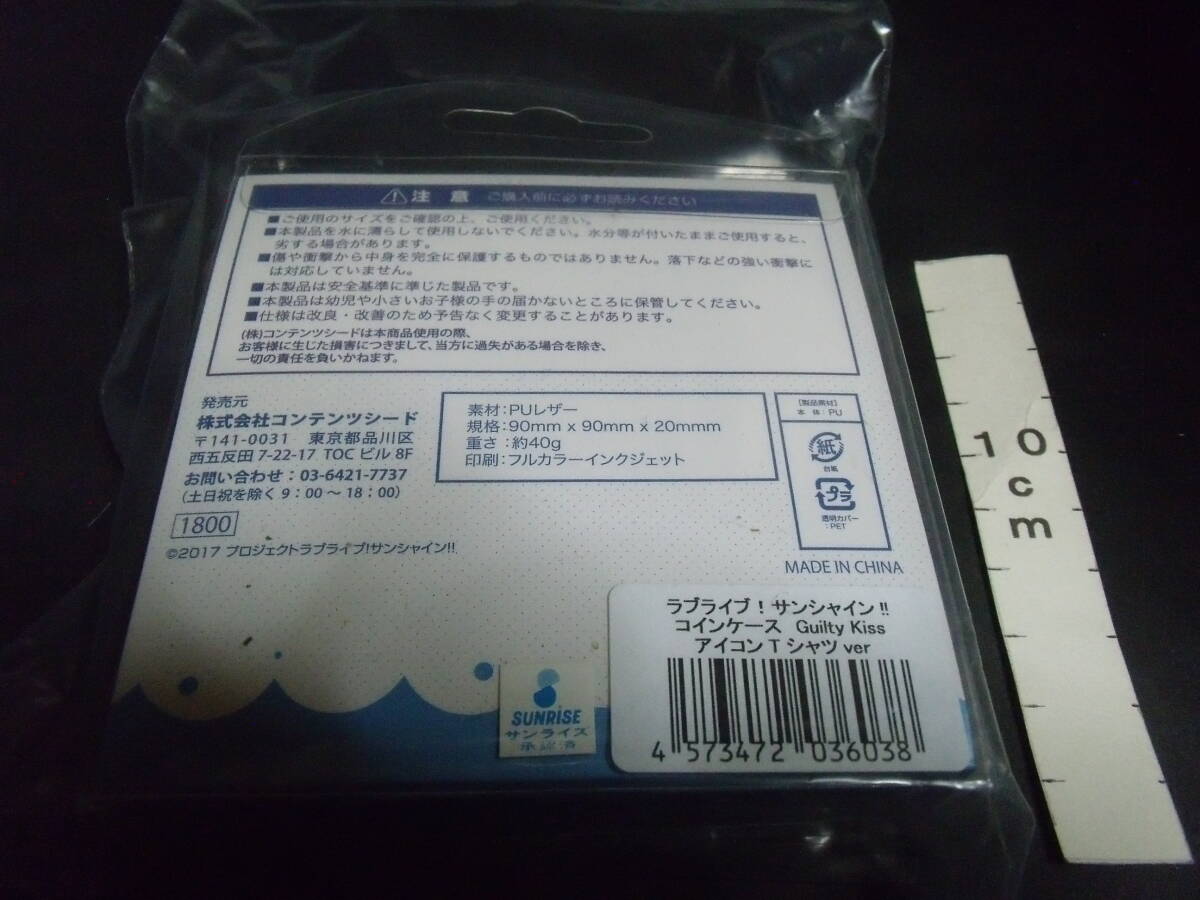 注 意 ご購入前に必ずお読みください
■ご使用のサイズをご確認の上、ご使用ください。
■本製品を水に濡らして使用しないでください。水分等が付いたままご使用すると、
劣する場合があります。
■傷や衝撃から中身を完全に保護するものではありません。落下などの強い衝撃に
は対応していません。
■本製品は安全基準に準じた製品です。
■本製品は幼児や小さいお子様の手の届かないところに保管してください。
■仕様は改良・改善のため予告なく変更することがあります。
(株)コンテンツシードは本商品使用の際、
お客様に生じた損害につきまして、当方に過失がある場合を除き、
一切の責任を負いかねます。
発売元
株式会社コンテンツシード
〒141-0031 東京都品川区
西五反田 7-22-17 TOC ビル 8F
お問い合わせ：03-6421-7737
(土日祝を除く 9：00～18：00)
1800
©2017 プロジェクトラブライブ!サンシャイン!!
素材：PUレザー
規格：90mm x 90mm x 20mmm
重さ：約40g
印刷：フルカラーインクジェット
[製品素材]
本 体：PU
紙
台紙
プラ
透明カバー
：PET
MADE IN CHINA
ラブライブ！サンシャイン!!
コインケース Guilty Kiss
アイコン T シャツ ver
4 573472 036038
SUNRISE
サンライズ
承認済
10
c
m